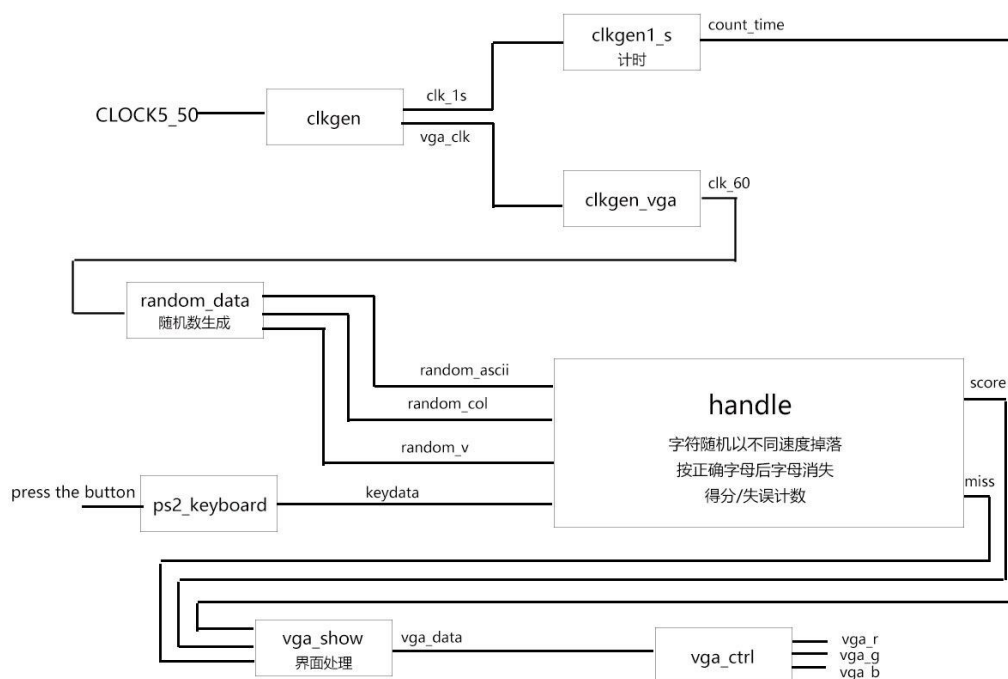 count_time
clkgen1_s
计时
clk_1s
CLOCK5_50
clkgen
vga_clk
clk_60
clkgen_vga
random_data
随机数生成
random_ascii
score
random_col
handle
字符随机以不同速度掉落
random_v
按正确字母后字母消失
miss
press the button
keydata
得分/失误计数
ps2_keyboard
vga_show
vga_data
vga_r
界面处理
vga_ctrl
vga_g
vga_b